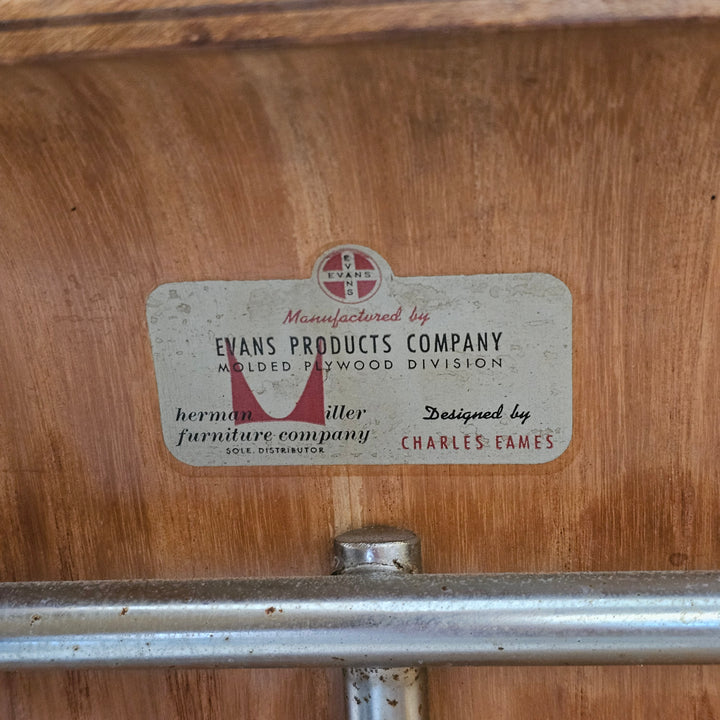 EVANS
EVANS
Manufactured by
EVANS PRODUCTS COMPANY
MOLDED PLYWOOD DIVISION
herman miller
furniture company
SOLE DISTRIBUTOR
Designed by
CHARLES EAMES